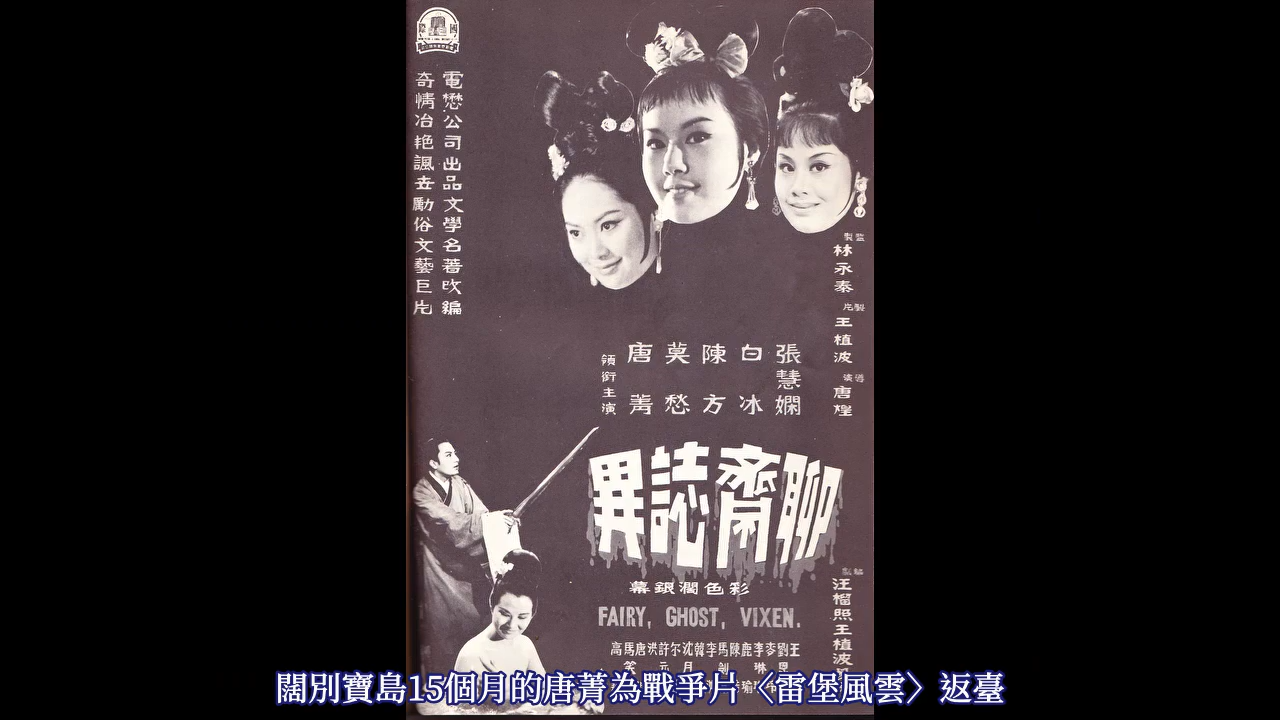 電懋公司出品文學名著改編
奇情冶艷諷世勵俗文藝巨片
監製
林永泰
製片
王植波
導演
唐煌
張慧嫻
白冰
陳方
莫愁
唐菁
領銜主演
聊齋誌異
彩色濶銀幕
FAIRY, GHOST, VIXEN.
汪榴照王植波
闊別寶島15個月的唐菁為戰爭片〈雷堡風雲〉返臺